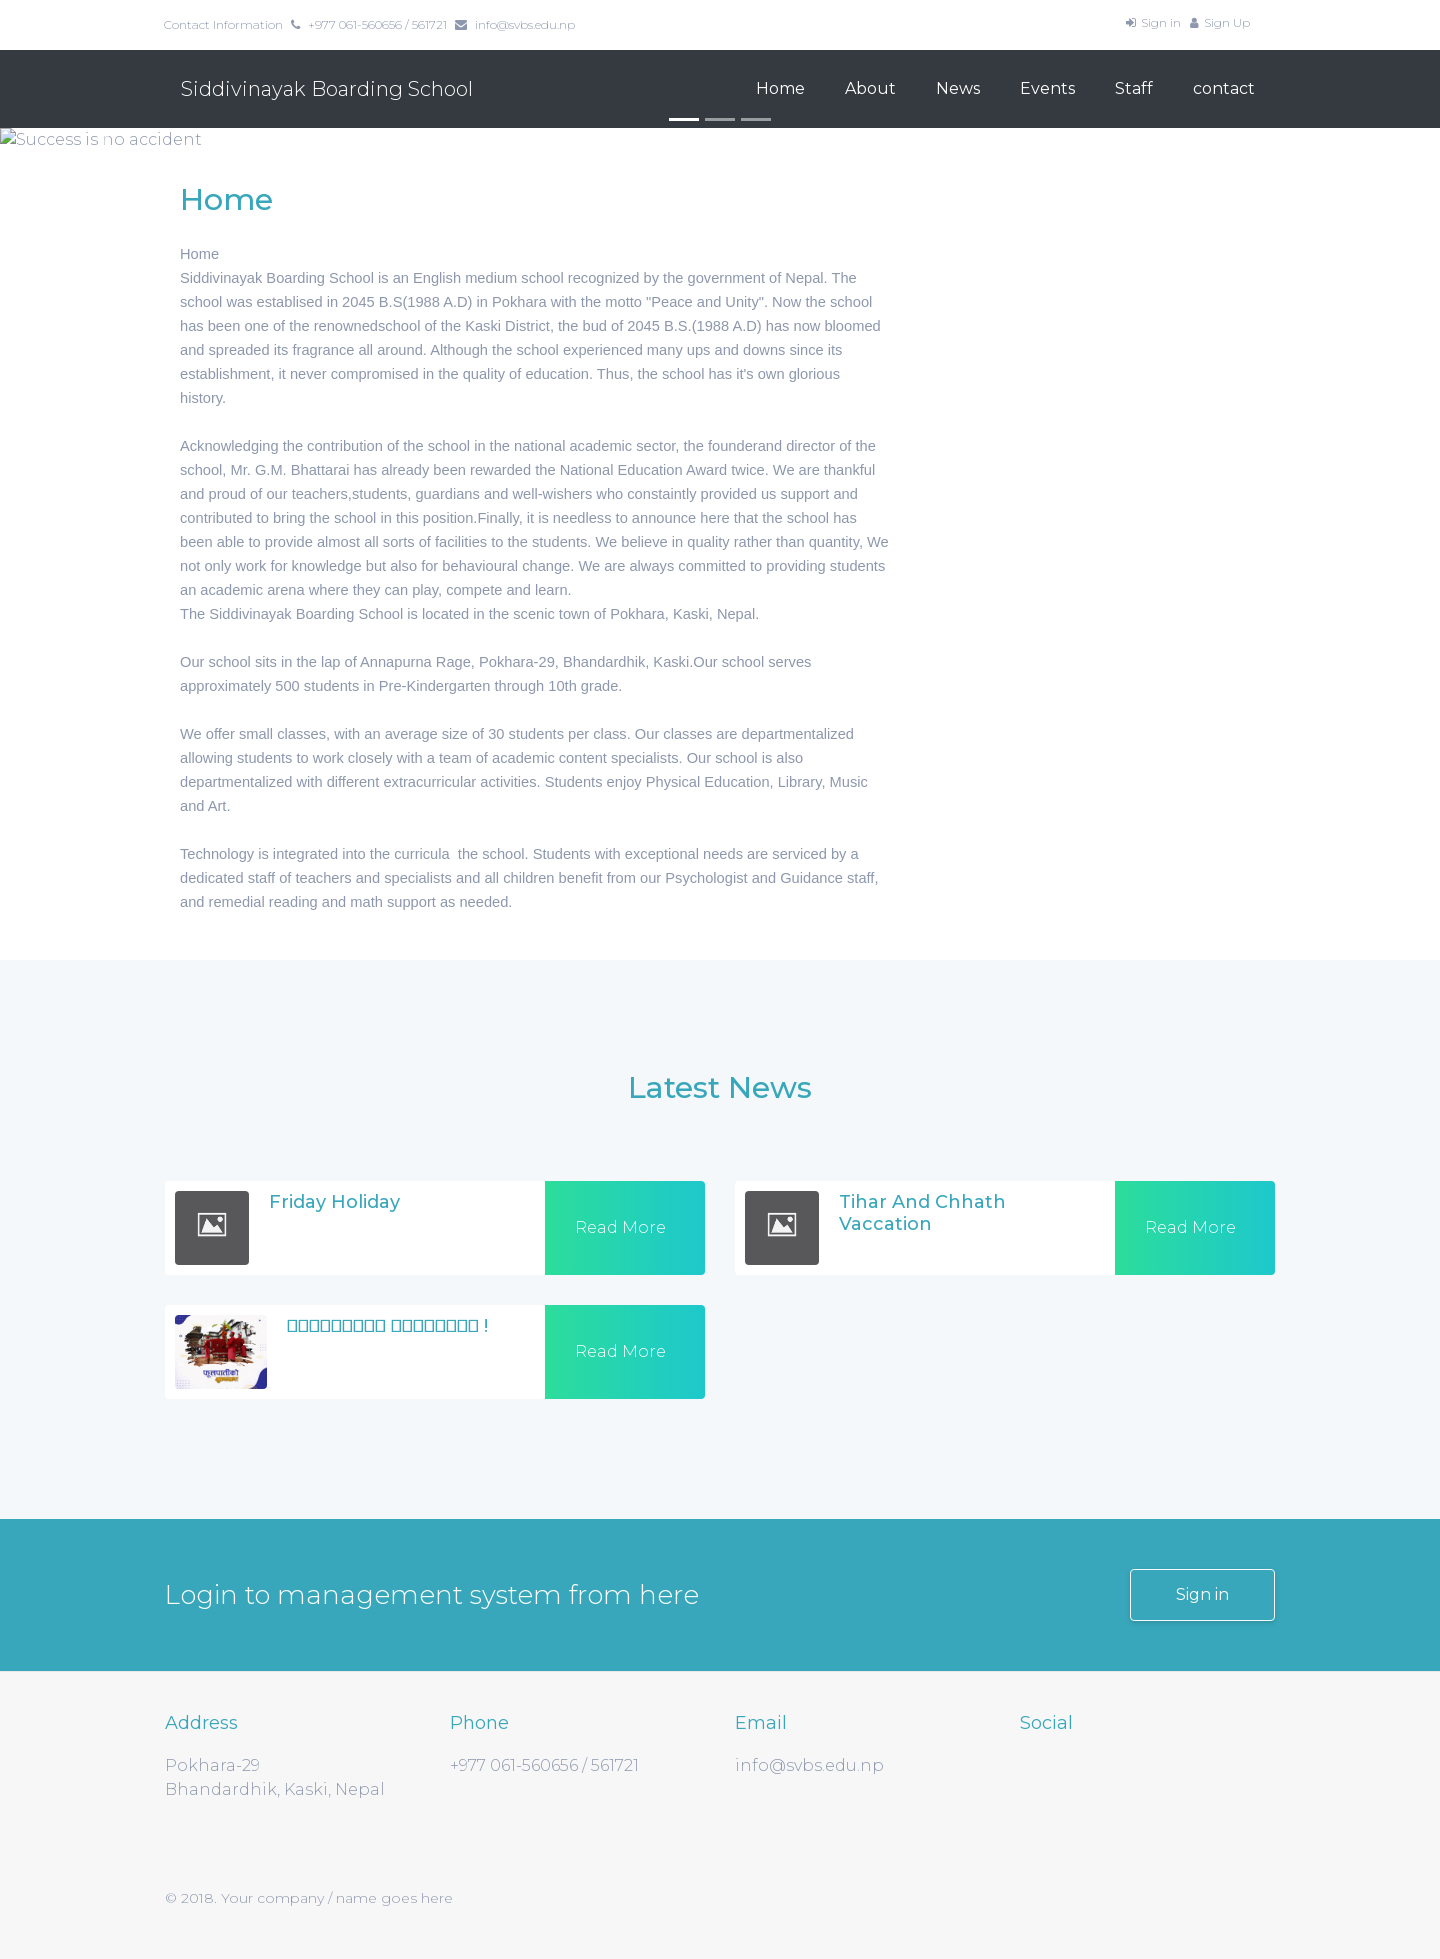 Contact Information +977 061-560656 / 561721 info@svbs.edu.np Sign in Sign Up
Siddivinayak Boarding School Home About News Events Staff contact
Success is no accident
Home
Home
Siddivinayak Boarding School is an English medium school recognized by the government of Nepal. The
school was establised in 2045 B.S(1988 A.D) in Pokhara with the motto "Peace and Unity". Now the school
has been one of the renownedschool of the Kaski District, the bud of 2045 B.S.(1988 A.D) has now bloomed
and spreaded its fragrance all around. Although the school experienced many ups and downs since its
establishment, it never compromised in the quality of education. Thus, the school has it's own glorious
history.
Acknowledging the contribution of the school in the national academic sector, the founderand director of the
school, Mr. G.M. Bhattarai has already been rewarded the National Education Award twice. We are thankful
and proud of our teachers,students, guardians and well-wishers who constaintly provided us support and
contributed to bring the school in this position.Finally, it is needless to announce here that the school has
been able to provide almost all sorts of facilities to the students. We believe in quality rather than quantity, We
not only work for knowledge but also for behavioural change. We are always committed to providing students
an academic arena where they can play, compete and learn.
The Siddivinayak Boarding School is located in the scenic town of Pokhara, Kaski, Nepal.
Our school sits in the lap of Annapurna Rage, Pokhara-29, Bhandardhik, Kaski.Our school serves
approximately 500 students in Pre-Kindergarten through 10th grade.
We offer small classes, with an average size of 30 students per class. Our classes are departmentalized
allowing students to work closely with a team of academic content specialists. Our school is also
departmentalized with different extracurricular activities. Students enjoy Physical Education, Library, Music
and Art.
Technology is integrated into the curricula  the school. Students with exceptional needs are serviced by a
dedicated staff of teachers and specialists and all children benefit from our Psychologist and Guidance staff,
and remedial reading and math support as needed.
Latest News
Friday Holiday
Read More
Tihar And Chhath
Vaccation
Read More
फूलपातीको
!
Read More
Login to management system from here Sign in
Address
Pokhara-29
Bhandardhik, Kaski, Nepal
Phone
+977 061-560656 / 561721
Email
info@svbs.edu.np
Social
© 2018. Your company / name goes here